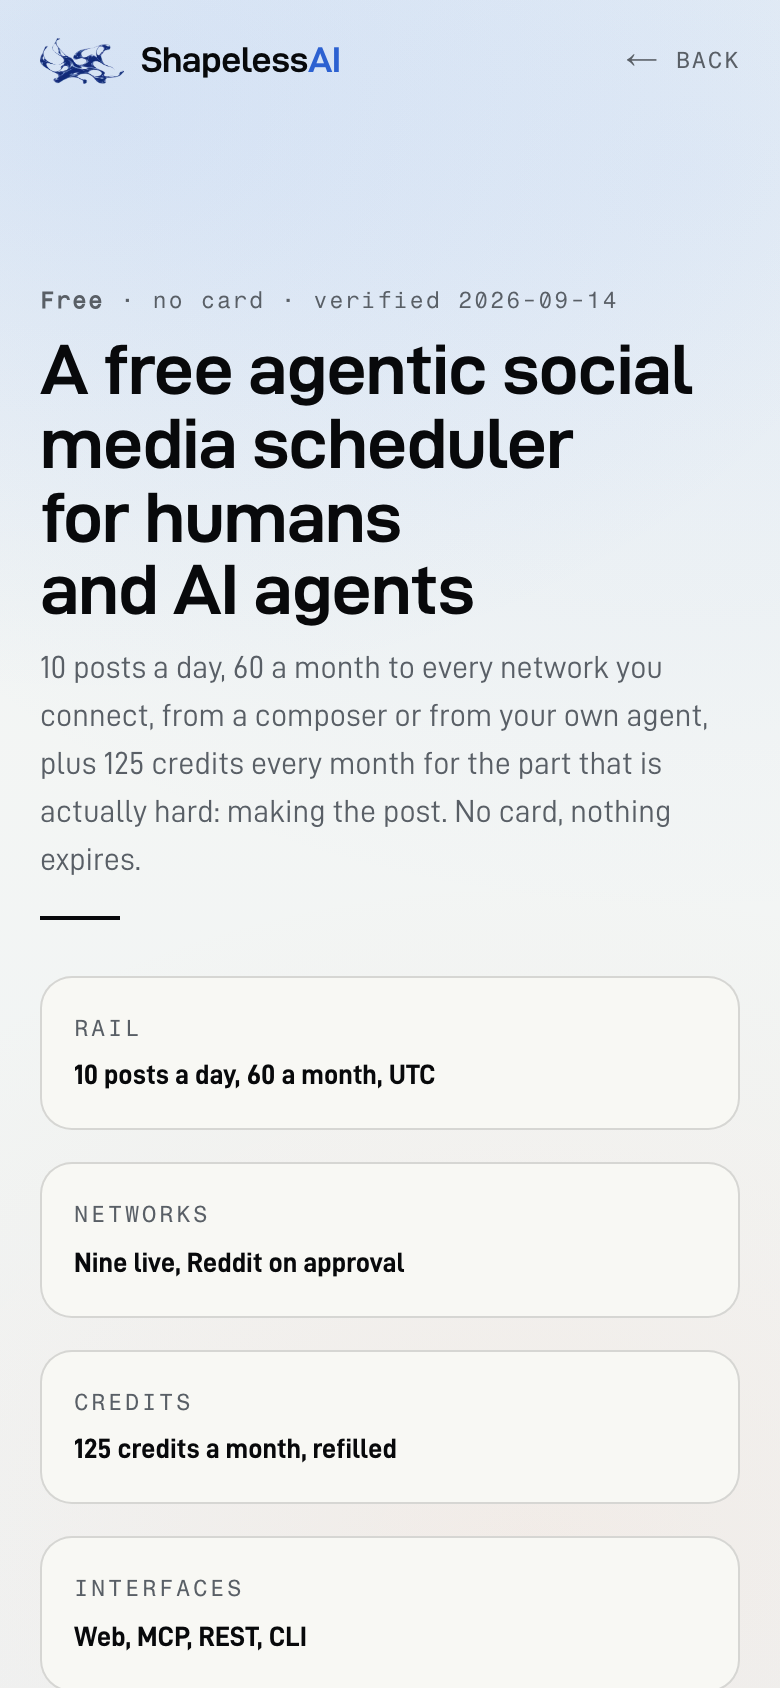 ShapelessAI
← BACK
Free · no card · verified 2026-09-14
A free agentic social
media scheduler
for humans
and AI agents
10 posts a day, 60 a month to every network you
connect, from a composer or from your own agent,
plus 125 credits every month for the part that is
actually hard: making the post. No card, nothing
expires.
RAIL
10 posts a day, 60 a month, UTC
NETWORKS
Nine live, Reddit on approval
CREDITS
125 credits a month, refilled
INTERFACES
Web, MCP, REST, CLI